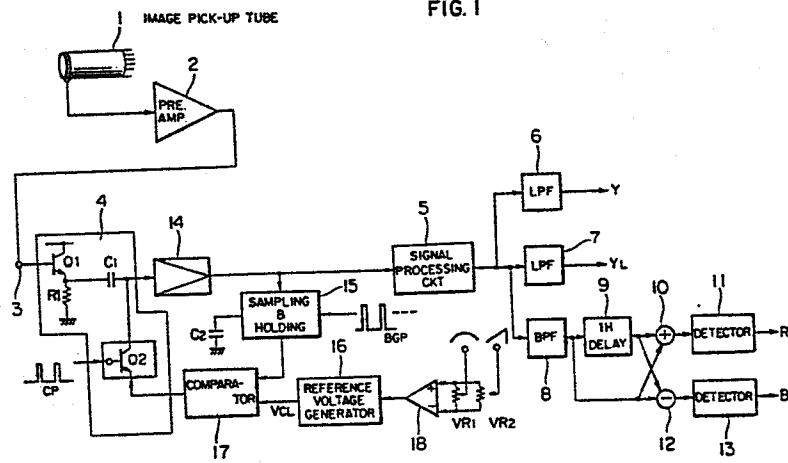 FIG. 1
1 IMAGE PICK-UP TUBE
2
PRE.
AMP.
3
4
Q1
C1
R1
Q2
CP
14
15
SAMPLING
&
HOLDING
C2
BGP
5
SIGNAL
PROCESSING
CKT
6
LPF
Y
7
LPF
YL
8
BPF
9
1H
DELAY
10
+
11
DETECTOR
R
12
−
13
DETECTOR
B
16
REFERENCE
VOLTAGE
GENERATOR
17
COMPARA-
TOR
VCL
18
+
−
VR1
VR2